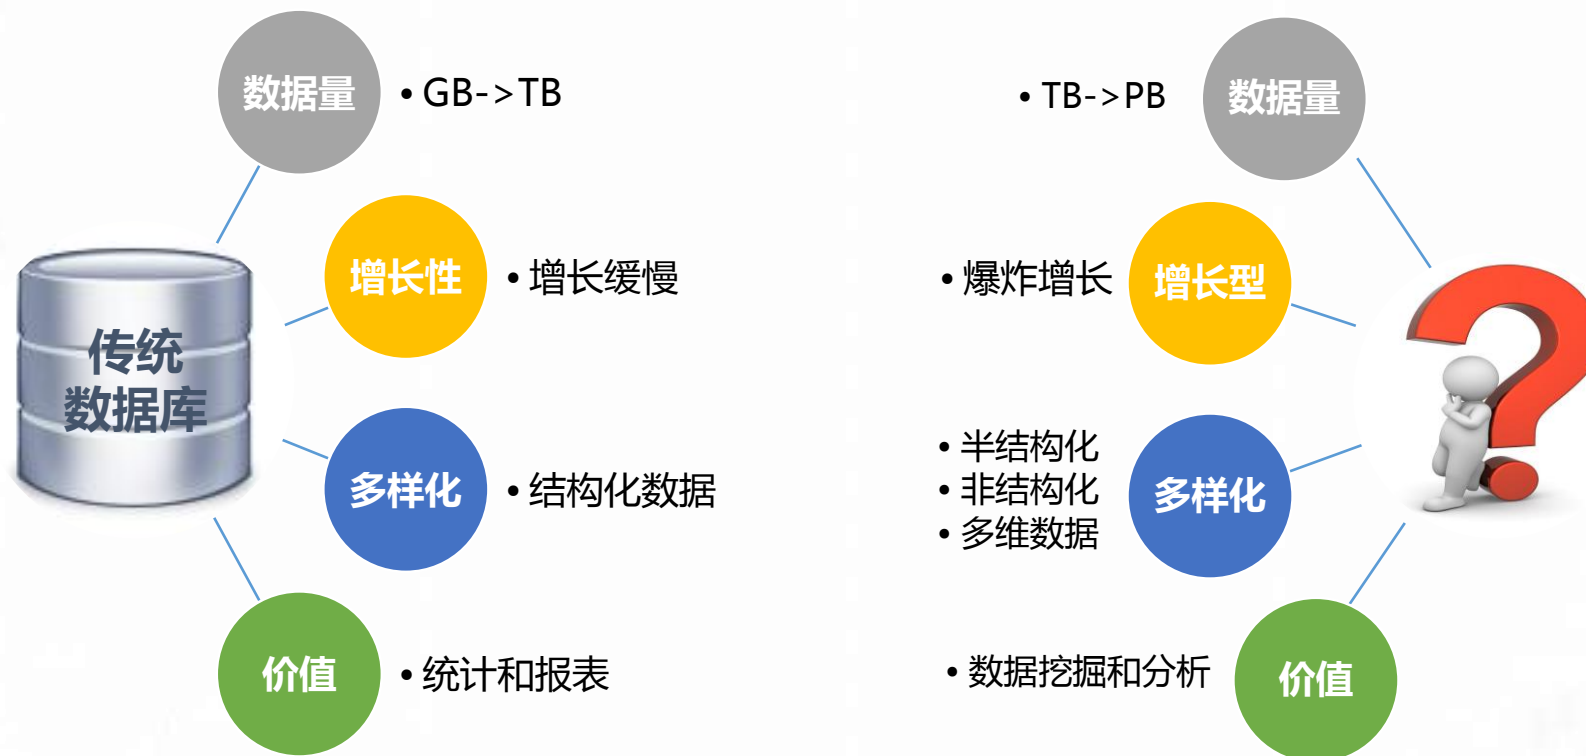 传统
数据库
数据量
• GB->TB
增长性
• 增长缓慢
多样化
• 结构化数据
价值
• 统计和报表
• TB->PB
数据量
• 爆炸增长
增长型
• 半结构化
• 非结构化
• 多维数据
多样化
• 数据挖掘和分析
价值